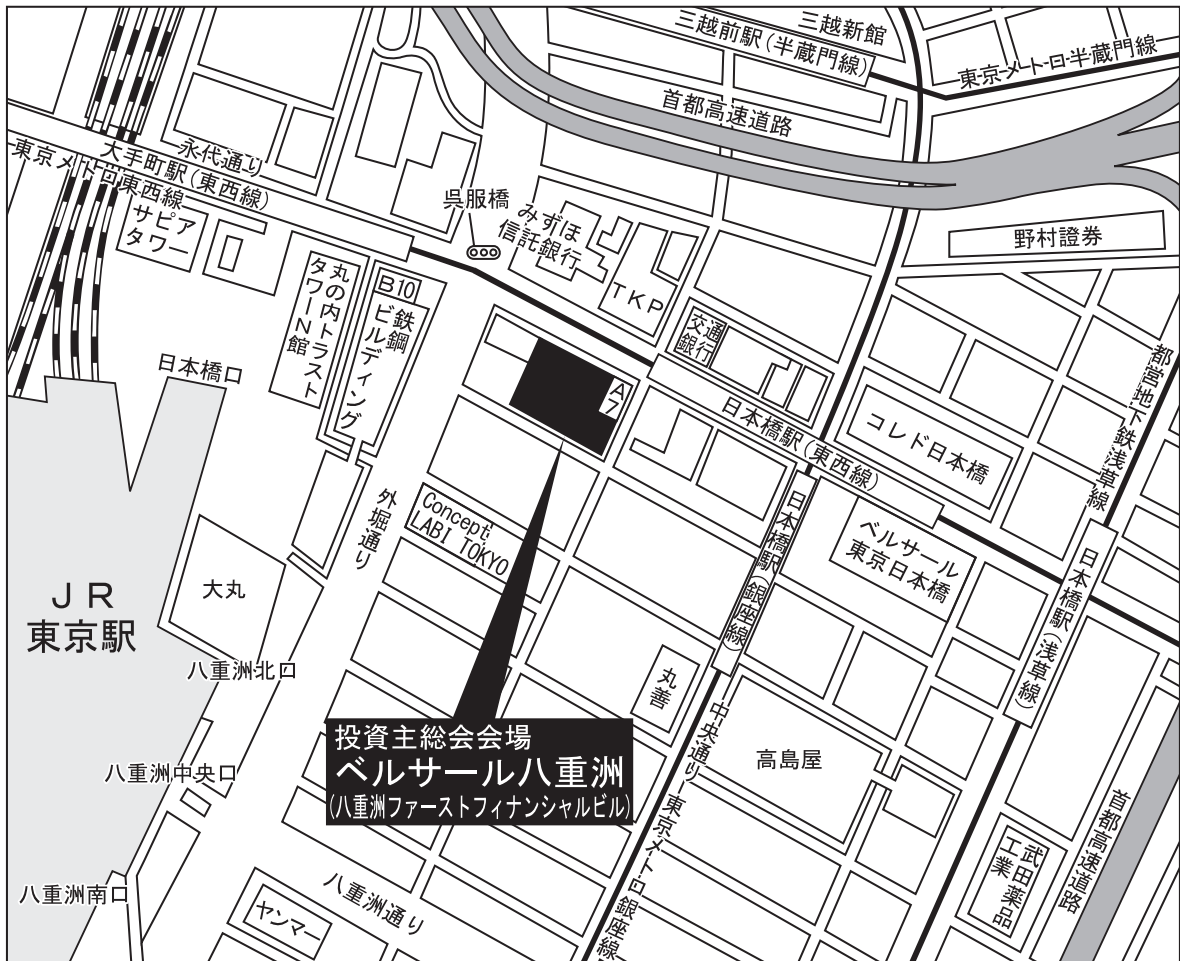 三越新館
三越前駅(半蔵門線)
東京メトロ半蔵門線
首都高速道路
永代通り
大手町駅(東西線)
東京メトロ東西線
サピア
タワー
呉服橋
みずほ
信託銀行
TKP
野村證券
丸の内トラスト
タワーN館
B10
鉄鋼
ビルディング
交通
銀行
日本橋口
A7
日本橋駅(東西線)
コレド日本橋
都営地下鉄浅草線
外堀通り
Concept
LABI TOKYO
日本橋駅(銀座線)
ベルサール
東京日本橋
日本橋駅(浅草線)
JR
東京駅
大丸
八重洲北口
丸善
投資主総会会場
ベルサール八重洲
(八重洲ファーストフィナンシャルビル)
中央通り
東京メトロ銀座線
高島屋
八重洲中央口
首都高速道路
武田薬品
工業
八重洲南口
八重洲通り
ヤンマー